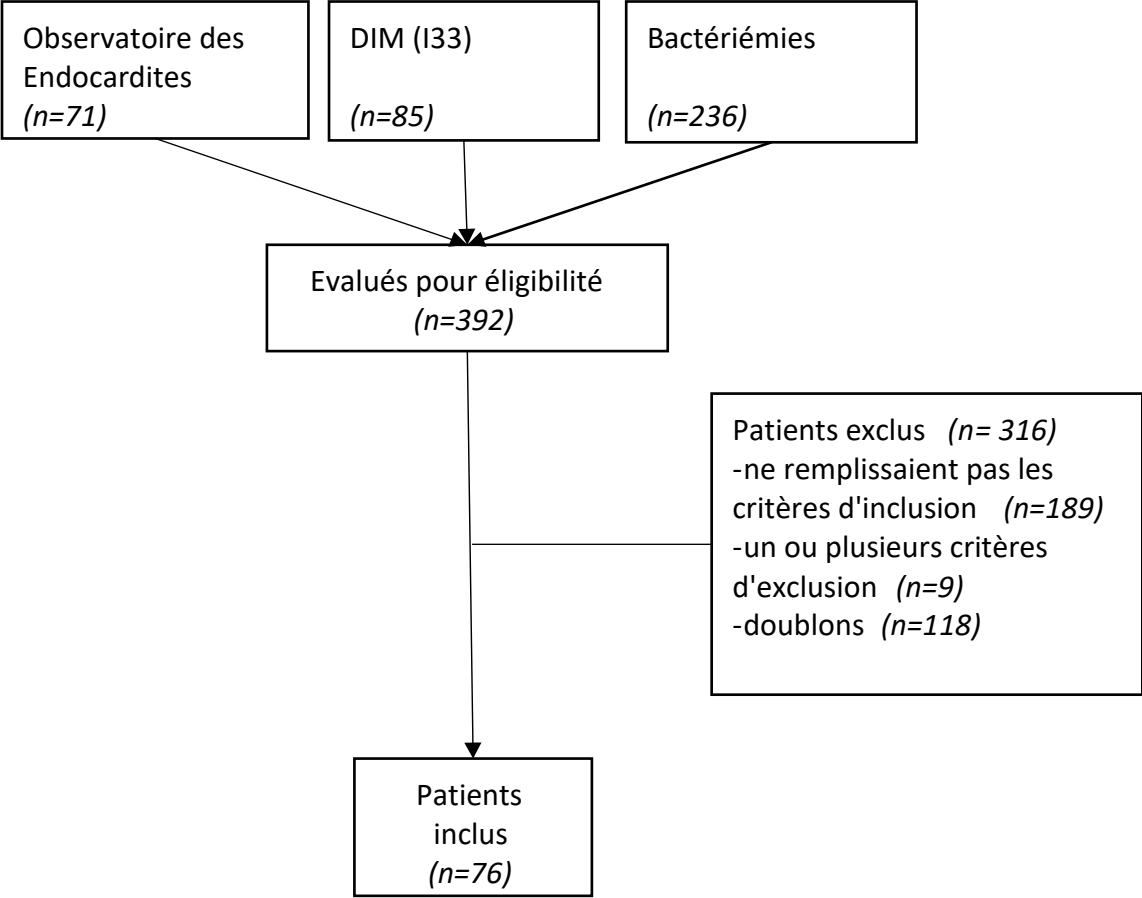 Observatoire des
Endocardites
(n=71)
DIM (I33)
(n=85)
Bactériémies
(n=236)
Evalués pour éligibilité
(n=392)
Patients exclus (n= 316)
-ne remplissaient pas les
critères d'inclusion (n=189)
-un ou plusieurs critères
d'exclusion (n=9)
-doublons (n=118)
Patients
inclus
(n=76)